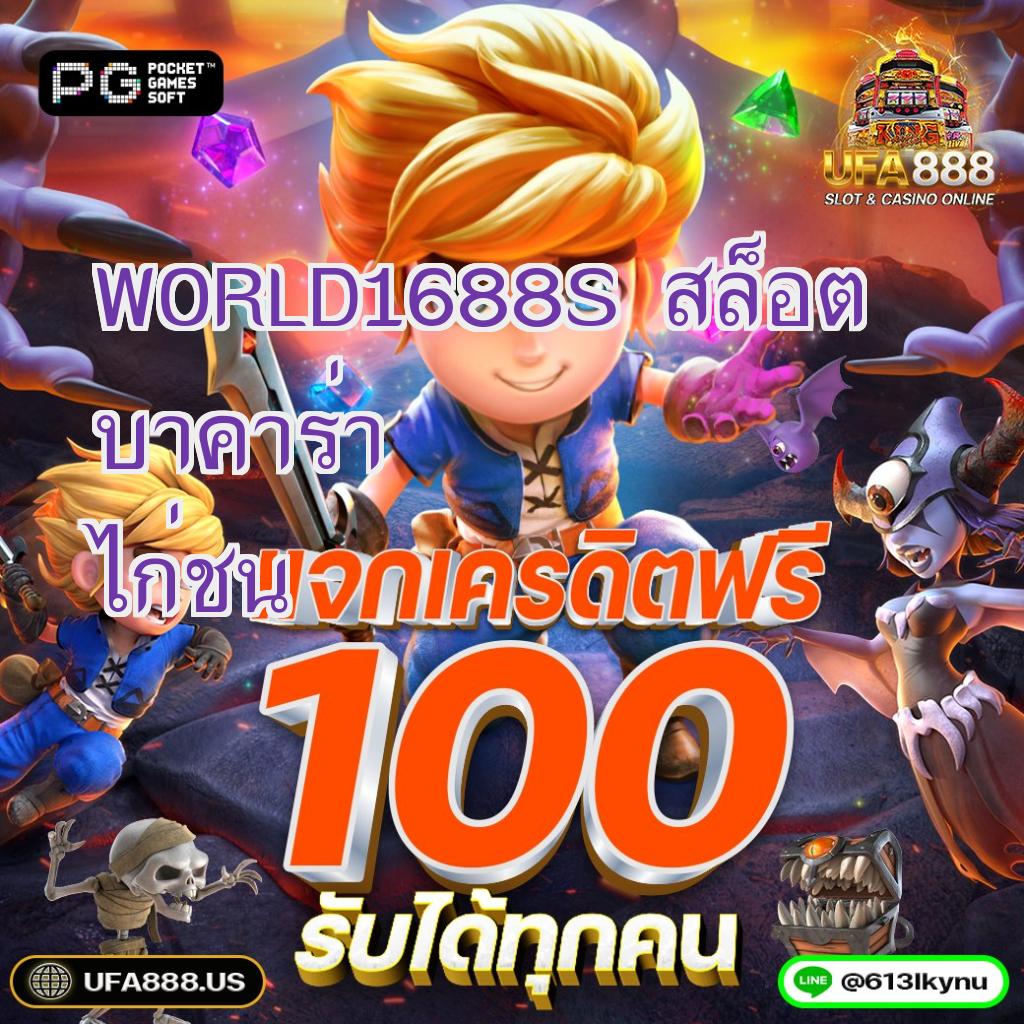 PG POCKET™
GAMES
SOFT
UFA888
SLOT & CASINO ONLINE
WORLD1688S สล็อต
บาคาร่า
ไก่ชน
แจกเครดิตฟรี
100
รับได้ทุกคน
UFA888.US
LINE @613lkynu